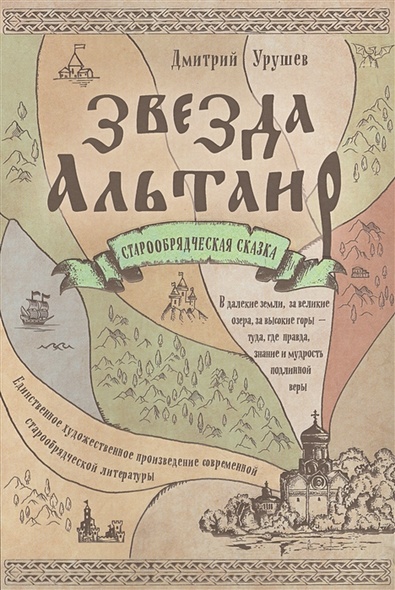 Дмитрий Урушев
Звезда
Альтаир
Старообрядческая сказка
В далекие земли, за великие
озера, за высокие горы —
туда, где правда,
знание и мудрость
подлинной
веры
Единственное художественное произведение современной
старообрядческой литературы